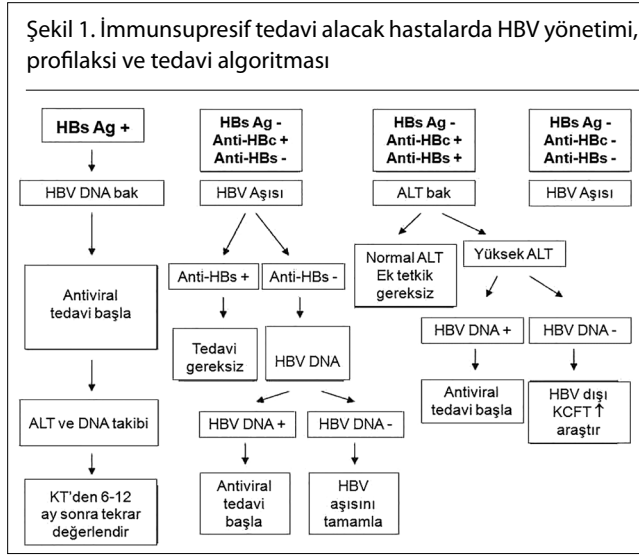 Şekil 1. İmmunsupresif tedavi alacak hastalarda HBV yönetimi,
profilaksi ve tedavi algoritması
HBs Ag +
HBV DNA bak
Antiviral
tedavi başla
ALT ve DNA takibi
KT'den 6-12
ay sonra tekrar
değerlendir
HBs Ag -
Anti-HBc +
Anti-HBs -
HBV Aşısı
Anti-HBs +
Anti-HBs -
Tedavi
gereksiz
HBV DNA
HBV DNA +
HBV DNA -
Antiviral
tedavi
başla
HBV
aşısını
tamamla
HBs Ag -
Anti-HBc +
Anti-HBs +
ALT bak
Normal ALT
Ek tetkik
gereksiz
Yüksek ALT
HBV DNA +
HBV DNA -
Antiviral
tedavi başla
HBV dışı
KCFT ↑
araştır
HBs Ag -
Anti-HBc -
Anti-HBs -
HBV Aşısı